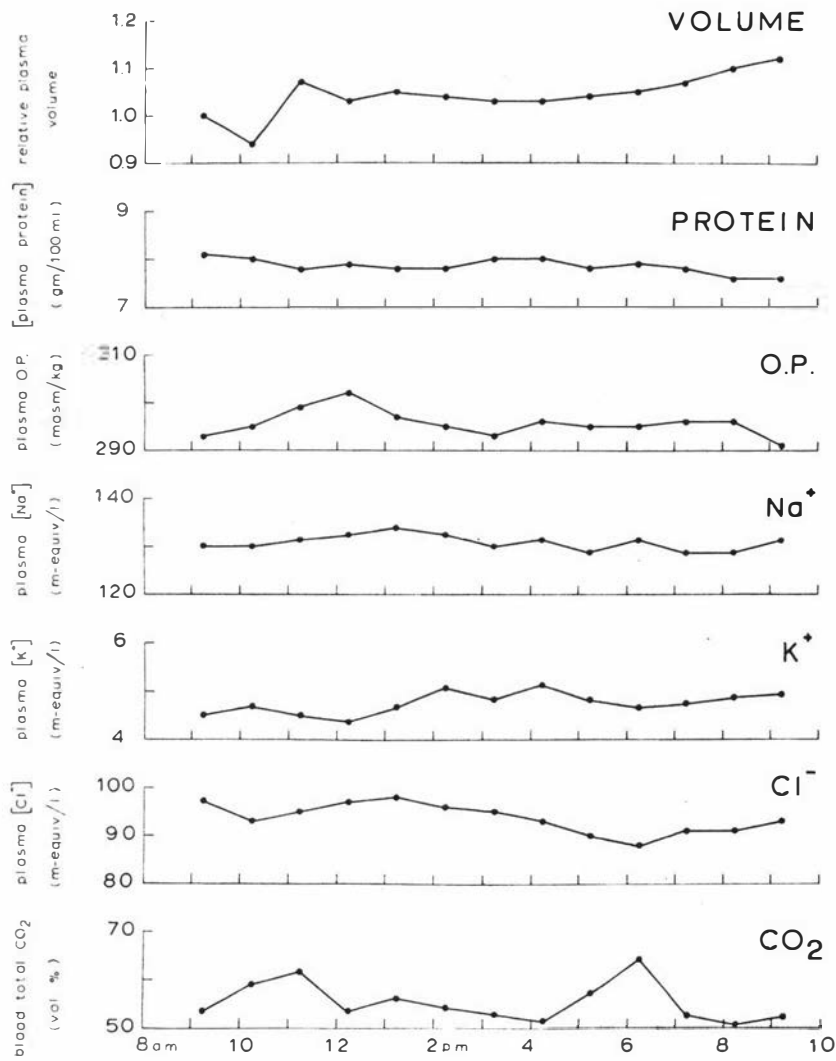 VOLUME
relative plasma
volume
1.2
1.1
1.0
0.9
PROTEIN
[plasma protein]
(gm/100ml)
9
7
O.P.
plasma O.P.
(mosm/kg)
310
290
Na⁺
plasma [Na⁺]
(m-equiv/l)
140
120
K⁺
plasma [K⁺]
(m-equiv/l)
6
4
Cl⁻
plasma [Cl⁻]
(m-equiv/l)
100
90
80
CO₂
blood total CO₂
(vol %)
70
50
8am 10 12 2pm 4 6 8 10